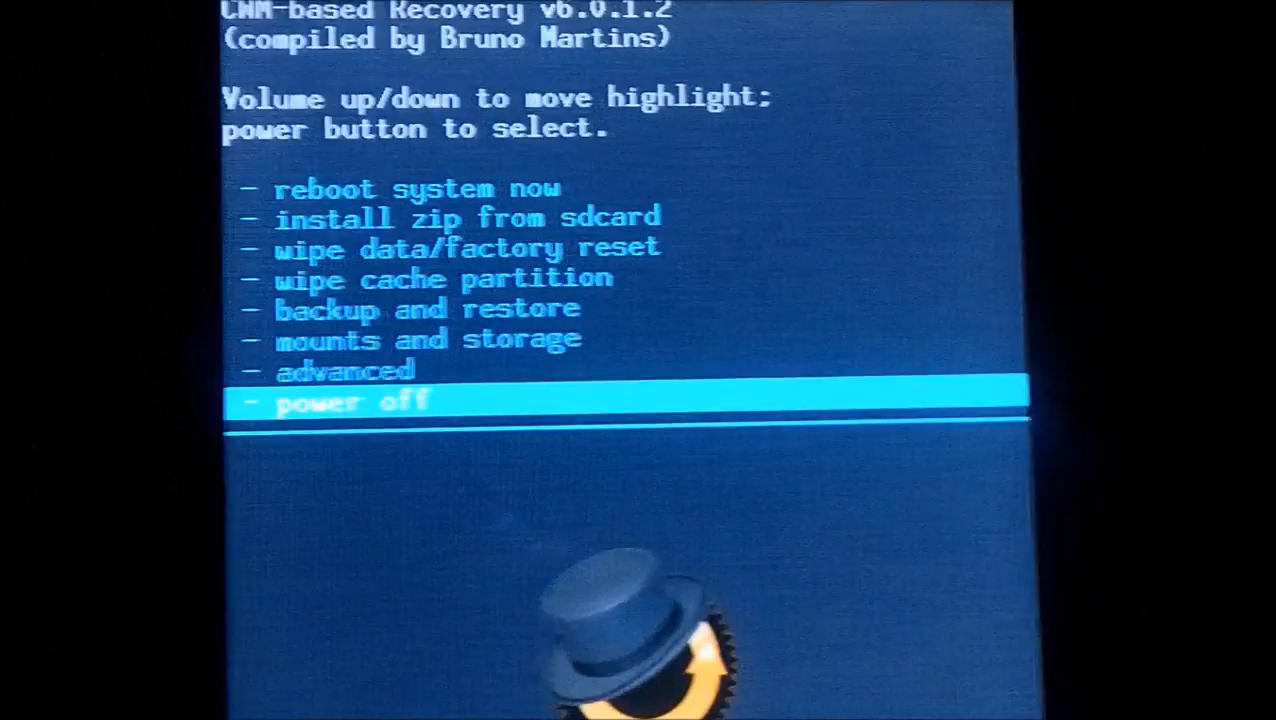 CWM-based Recovery v6.0.1.2
(compiled by Bruno Martins)
Volume up/down to move highlight;
power button to select.
- reboot system now
- install zip from sdcard
- wipe data/factory reset
- wipe cache partition
- backup and restore
- mounts and storage
- advanced
- power off